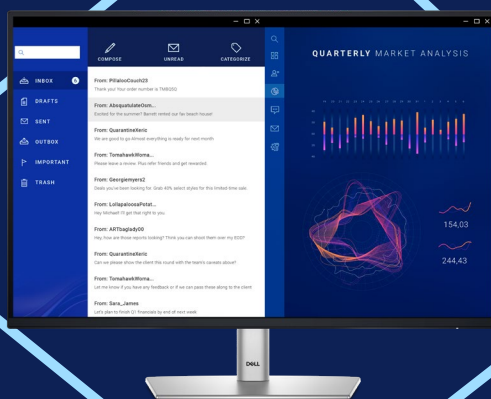 COMPOSE
UNREAD
CATEGORIZE
INBOX
DRAFTS
SENT
OUTBOX
IMPORTANT
TRASH
From: PillalooCouch23
Thank you! Your order number is
From: AbsquatulateOsm...
Excited for the summer! Barrett rented our fav beach house!
From: QuarantineXeric
We are good to go Almost everything is ready for next month
From: TomahawkWoma...
Please leave a review. Plus refer friends and get rewarded
From: Georgiemyers2
Deals you've been looking for. Grab 40% select styles for this limited time sale.
From: LollapaloosaPotat...
Hey Michael! I'll get that right to you.
From: ARTbaglady00
Hey, how are those reports looking? Think you can shoot them over my EOD?
From: QuarantineXeric
Can we please show the client this round with the team's caveats above?
From: TomahawkWoma...
Let me know if you have any feedback or if we can pass these along to the client
From: Sara_James
Let's plan to finish Q1 financials by end of next week
QUARTERLY MARKET ANALYSIS
154,03
244,43
DELL